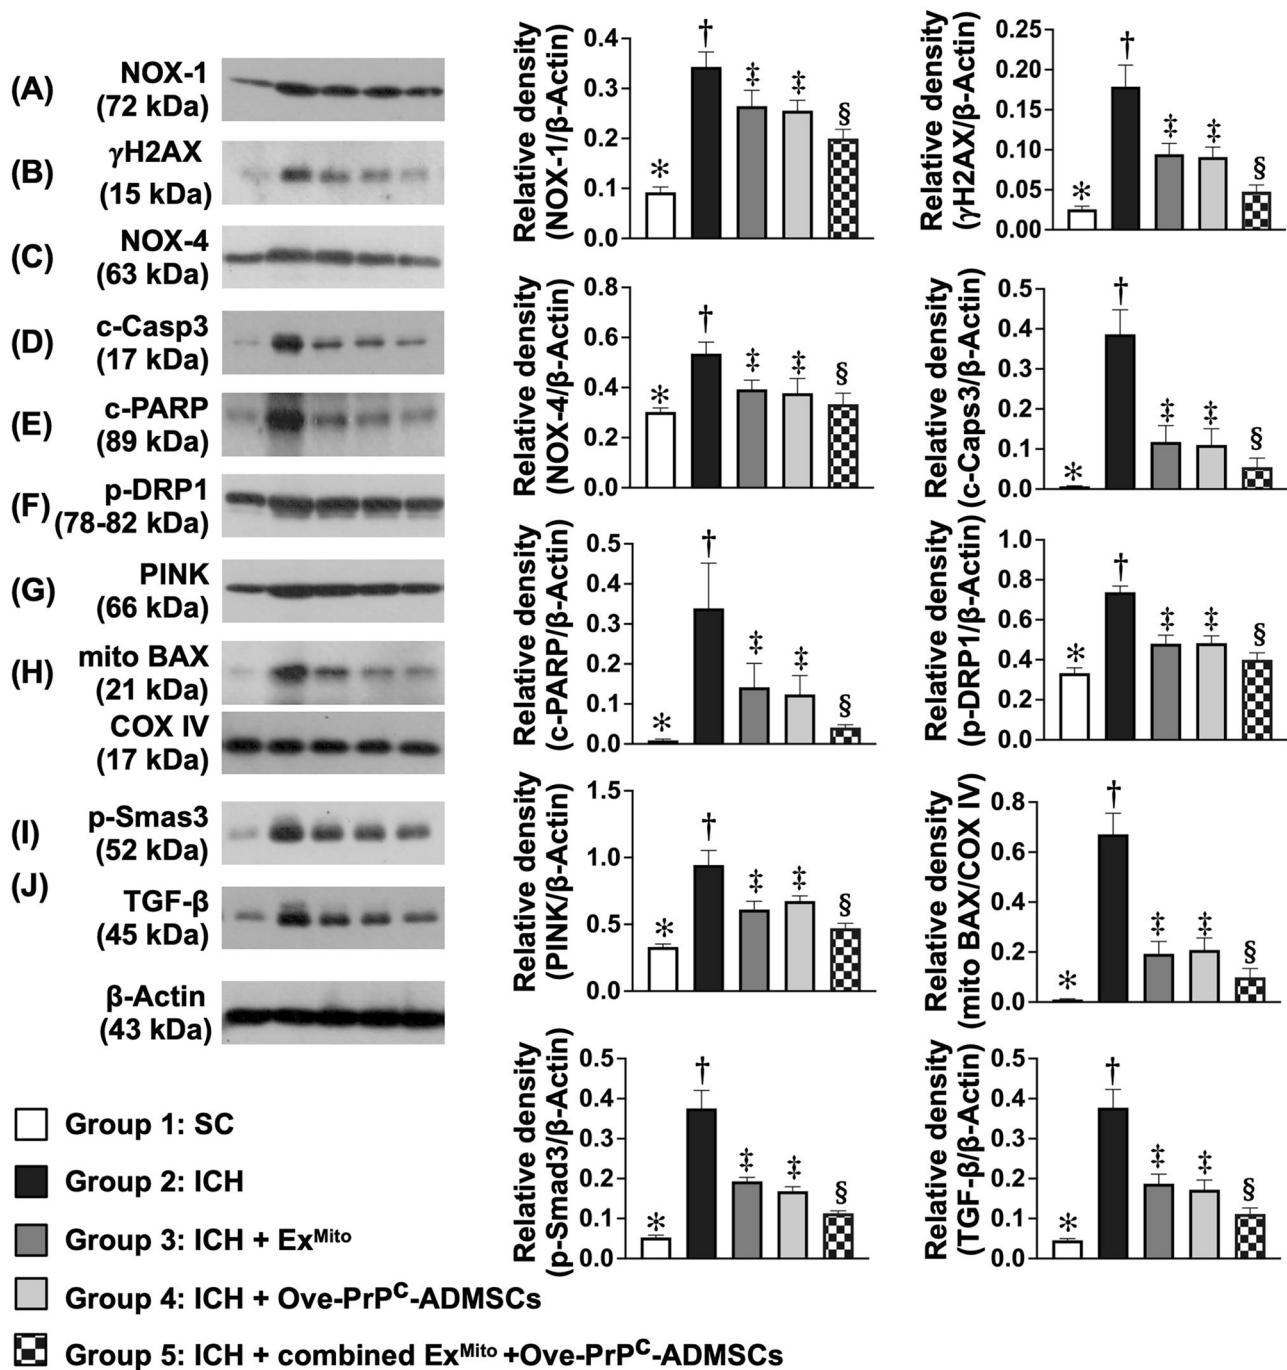 (A) NOX-1
(72 kDa)
(B) γH2AX
(15 kDa)
(C) NOX-4
(63 kDa)
(D) c-Casp3
(17 kDa)
(E) c-PARP
(89 kDa)
(F) p-DRP1
(78-82 kDa)
(G) PINK
(66 kDa)
(H) mito BAX
(21 kDa)
COX IV
(17 kDa)
(I) p-Smas3
(52 kDa)
(J) TGF-β
(45 kDa)
β-Actin
(43 kDa)
Relative density
(NOX-1/β-Actin)
0.4
0.3
0.2
0.1
0.0
* † ‡ ‡ §
Relative density
(γH2AX/β-Actin)
0.25
0.20
0.15
0.10
0.05
0.00
* † ‡ ‡ §
Relative density
(NOX-4/β-Actin)
0.8
0.6
0.4
0.2
0.0
* † ‡ ‡ §
Relative density
(c-Caps3/β-Actin)
0.5
0.4
0.3
0.2
0.1
0.0
* † ‡ ‡ §
Relative density
(c-PARP/β-Actin)
0.5
0.4
0.3
0.2
0.1
0.0
* † ‡ ‡ §
Relative density
(p-DRP1/β-Actin)
1.0
0.8
0.6
0.4
0.2
0.0
* † ‡ ‡ §
Relative density
(PINK/β-Actin)
1.5
1.0
0.5
0.0
* † ‡ ‡ §
Relative density
(mito BAX/COX IV)
0.8
0.6
0.4
0.2
0.0
* † ‡ ‡ §
Relative density
(p-Smad3/β-Actin)
0.5
0.4
0.3
0.2
0.1
0.0
* † ‡ ‡ §
Relative density
(TGF-β/β-Actin)
0.5
0.4
0.3
0.2
0.1
0.0
* † ‡ ‡ §
Group 1: SC
Group 2: ICH
Group 3: ICH + Ex^Mito
Group 4: ICH + Ove-PrP^C-ADMSCs
Group 5: ICH + combined Ex^Mito +Ove-PrP^C-ADMSCs